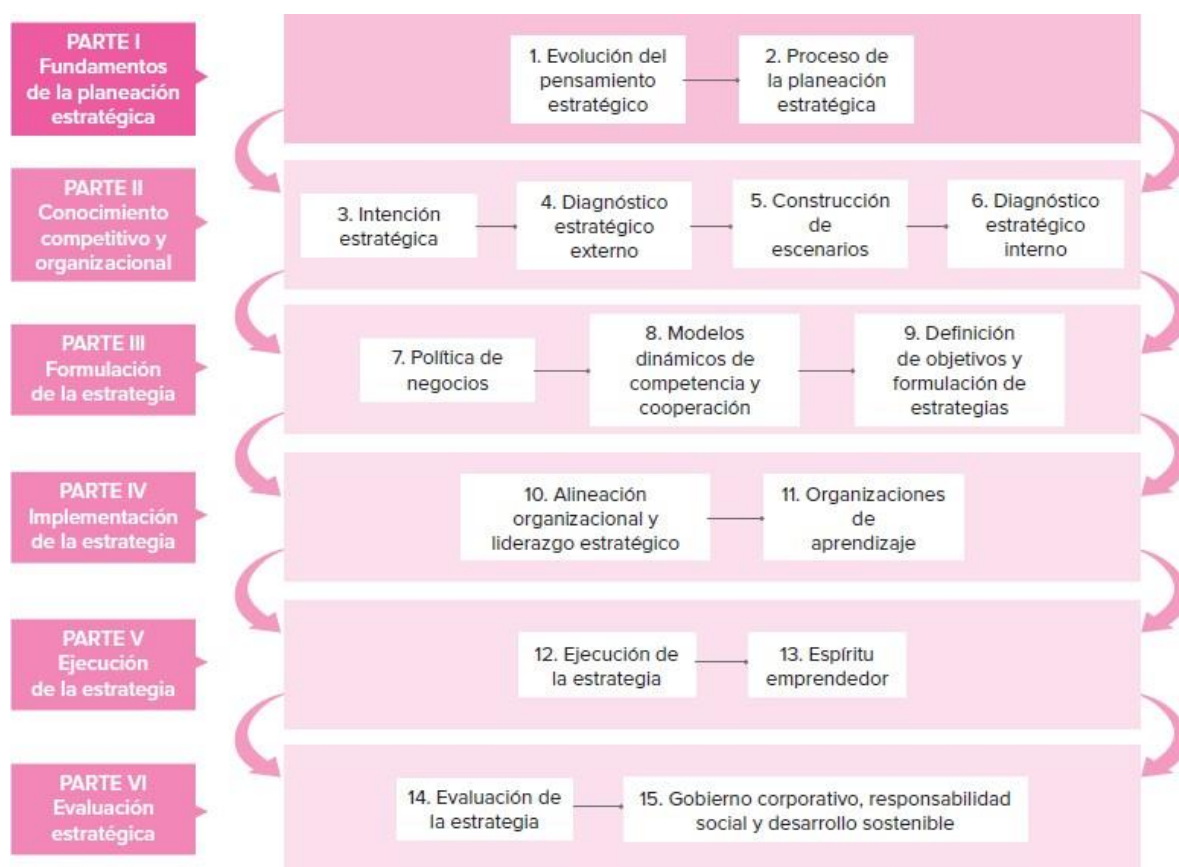 PARTE I
Fundamentos
de la planeación
estratégica
1. Evolución del
pensamiento
estratégico
2. Proceso de
la planeación
estratégica
PARTE II
Conocimiento
competitivo y
organizacional
3. Intención
estratégica
4. Diagnóstico
estratégico
externo
5. Construcción
de
escenarios
6. Diagnóstico
estratégico
interno
PARTE III
Formulación
de la estrategia
7. Política de
negocios
8. Modelos
dinámicos de
competencia y
cooperación
9. Definición
de objetivos y
formulación de
estrategias
PARTE IV
Implementación
de la estrategia
10. Alineación
organizacional y
liderazgo estratégico
11. Organizaciones
de
aprendizaje
PARTE V
Ejecución
de la estrategia
12. Ejecución de
la estrategia
13. Espíritu
emprendedor
PARTE VI
Evaluación
estratégica
14. Evaluación de
la estrategia
15. Gobierno corporativo, responsabilidad
social y desarrollo sostenible